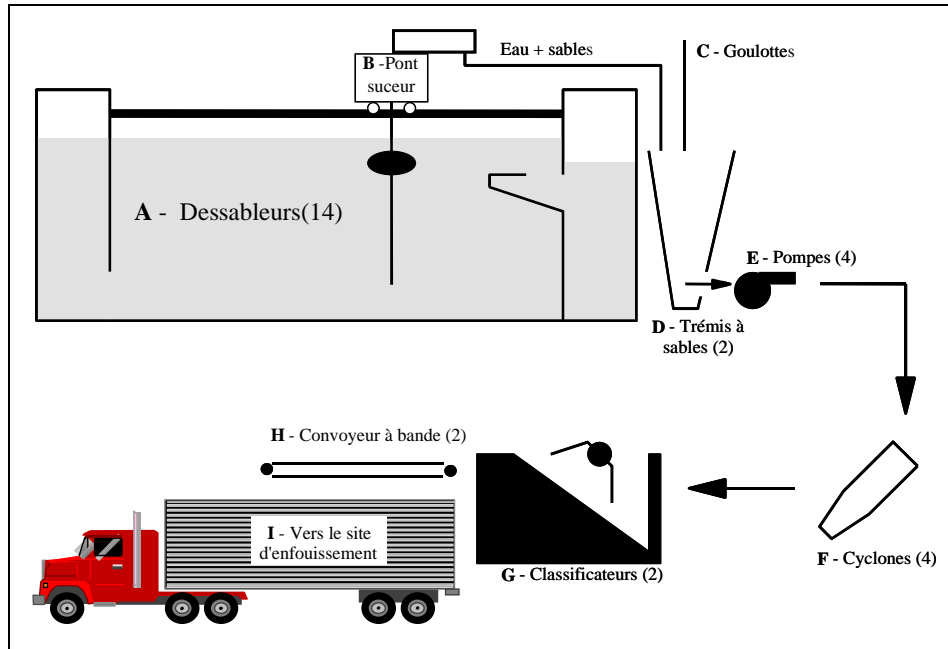 B -Pont
suceur
Eau + sables
C - Goulottes
A - Dessableurs(14)
E - Pompes (4)
D - Trémis à
sables (2)
H - Convoyeur à bande (2)
I - Vers le site
d'enfouissement
G - Classificateurs (2)
F - Cyclones (4)